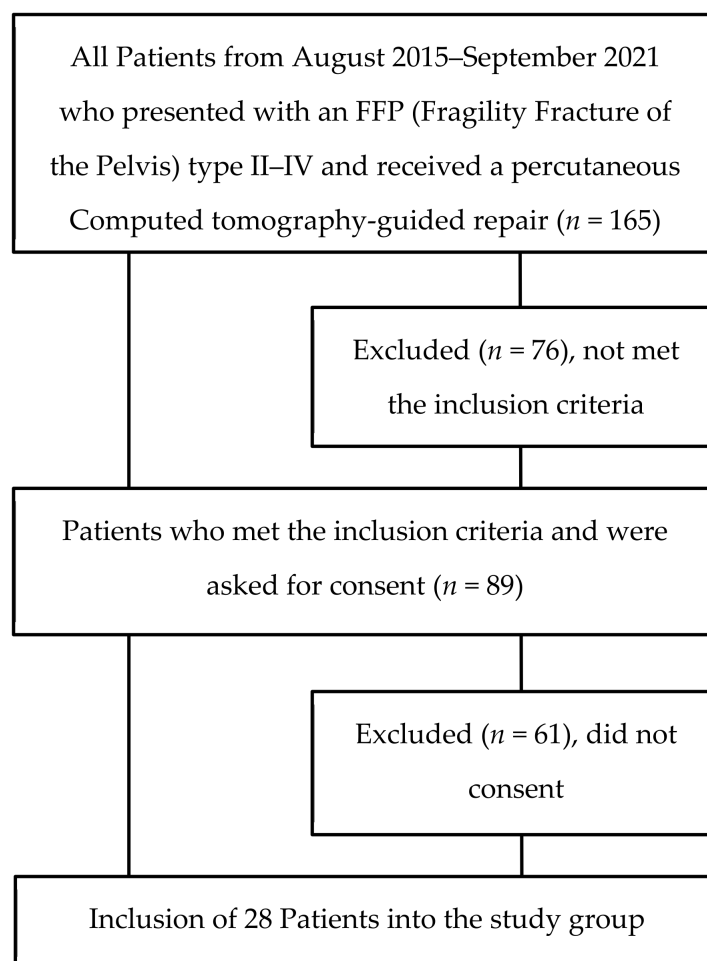 All Patients from August 2015–September 2021
who presented with an FFP (Fragility Fracture of
the Pelvis) type II–IV and received a percutaneous
Computed tomography-guided repair (n = 165)
Excluded (n = 76), not met
the inclusion criteria
Patients who met the inclusion criteria and were
asked for consent (n = 89)
Excluded (n = 61), did not
consent
Inclusion of 28 Patients into the study group